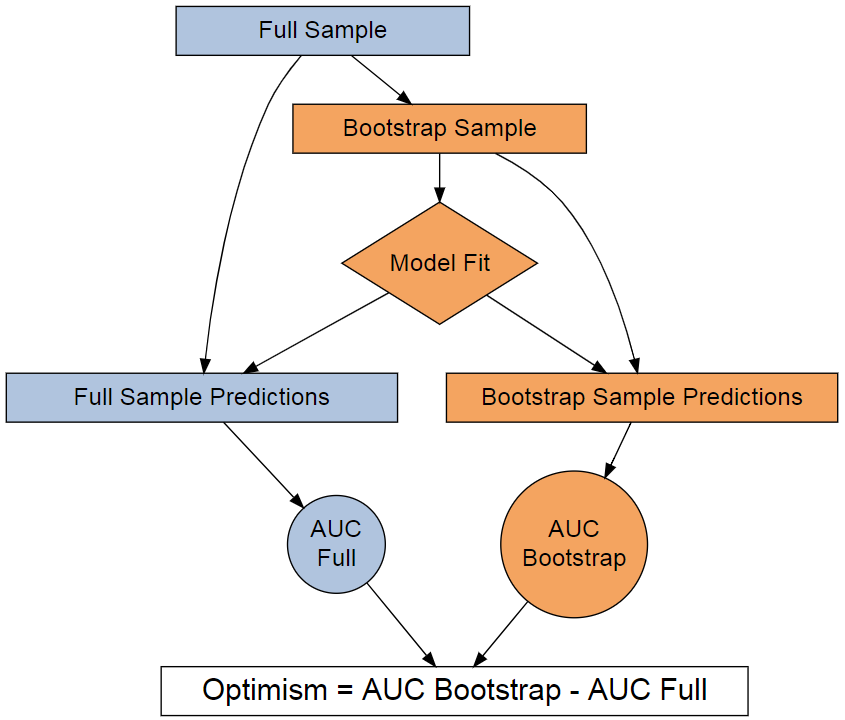 Full Sample
Bootstrap Sample
Model Fit
Full Sample Predictions
Bootstrap Sample Predictions
AUC
Full
AUC
Bootstrap
Optimism = AUC Bootstrap - AUC Full